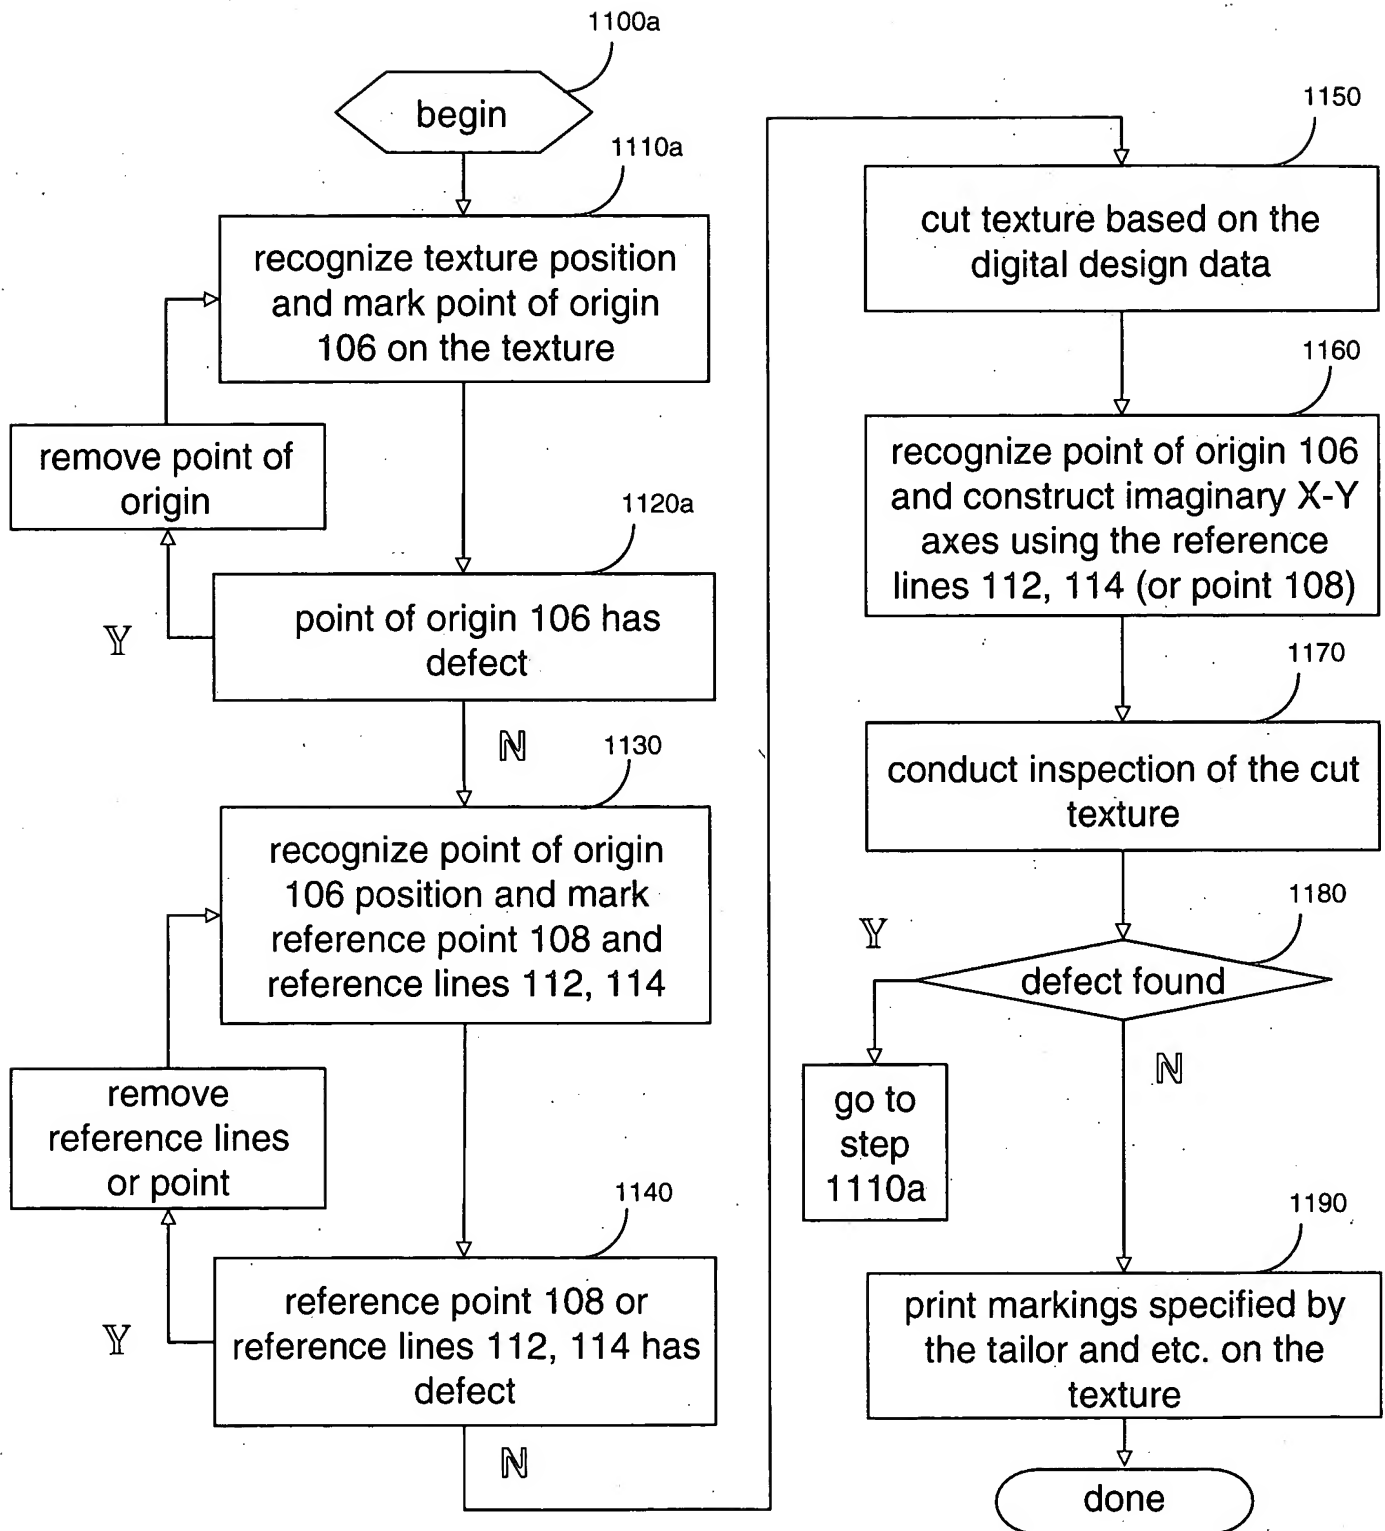 1100a
begin
1110a
recognize texture position
and mark point of origin
106 on the texture
remove point of
origin
1120a
point of origin 106 has
defect
Y
N
1130
recognize point of origin
106 position and mark
reference point 108 and
reference lines 112, 114
remove
reference lines
or point
1140
reference point 108 or
reference lines 112, 114 has
defect
Y
N
1150
cut texture based on the
digital design data
1160
recognize point of origin 106
and construct imaginary X-Y
axes using the reference
lines 112, 114 (or point 108)
1170
conduct inspection of the cut
texture
1180
defect found
Y
N
go to
step
1110a
1190
print markings specified by
the tailor and etc. on the
texture
done